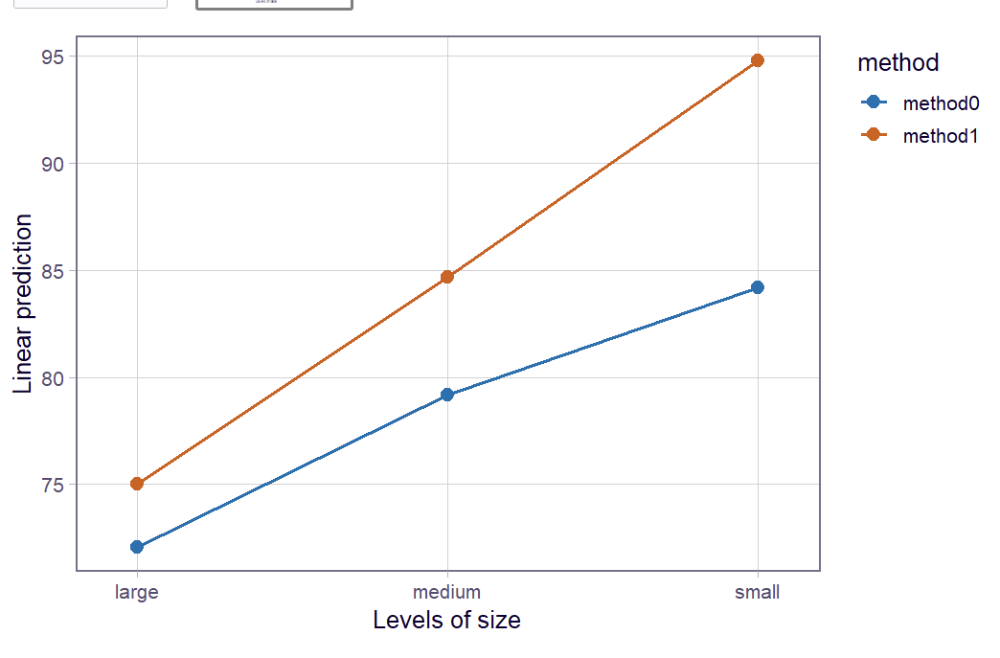 95
90
85
80
75
Linear prediction
large
medium
small
Levels of size
method
method0
method1